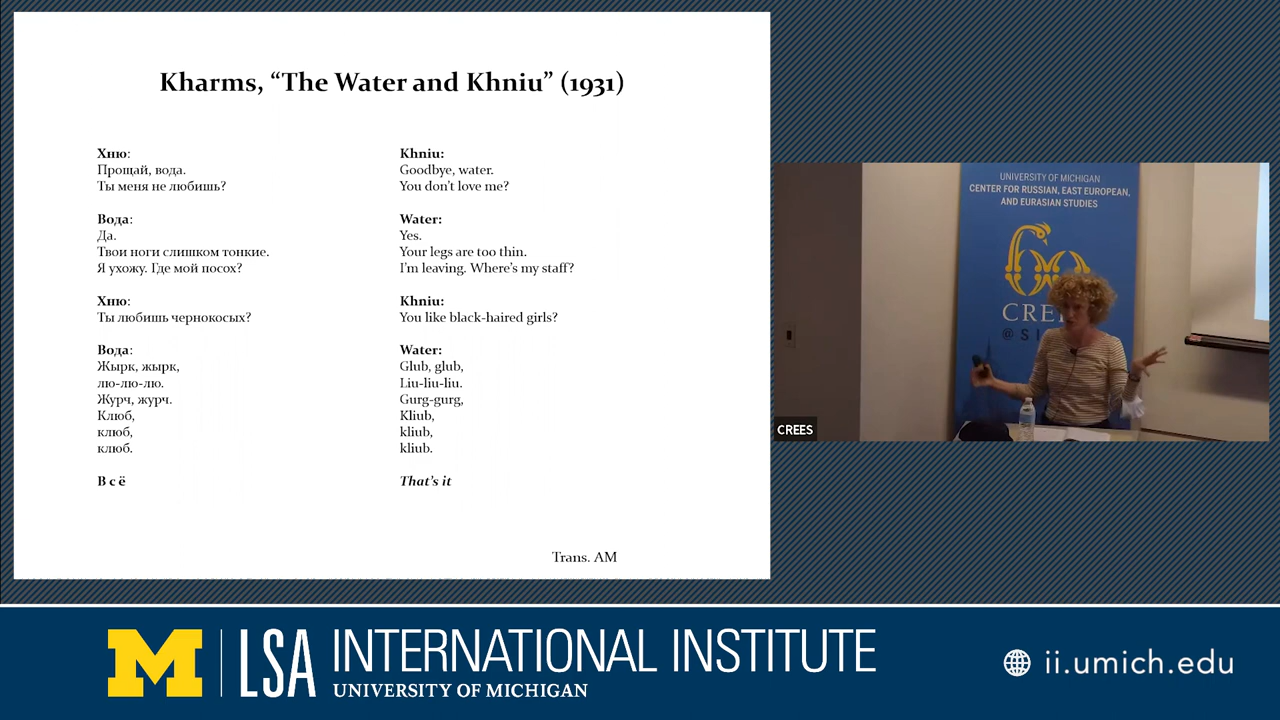 Kharms, “The Water and Khniu” (1931)
Хню:
Прощай, вода.
Ты меня не любишь?
Вода:
Да.
Твои ноги слишком тонкие.
Я ухожу. Где мой посох?
Хню:
Ты любишь чернокосых?
Вода:
Жырк, жырк,
лю-лю-лю.
Журч, журч.
Клюб,
клюб,
клюб.
В с ё
Khniu:
Goodbye, water.
You don’t love me?
Water:
Yes.
Your legs are too thin.
I’m leaving. Where’s my staff?
Khniu:
You like black-haired girls?
Water:
Glub, glub,
Liu-liu-liu.
Gurg-gurg,
Kliub,
kliub,
kliub.
That’s it
Trans. AM
UNIVERSITY OF MICHIGAN
CENTER FOR RUSSIAN, EAST EUROPEAN,
AND EURASIAN STUDIES
CREES
M LSA INTERNATIONAL INSTITUTE
UNIVERSITY OF MICHIGAN
ii.umich.edu